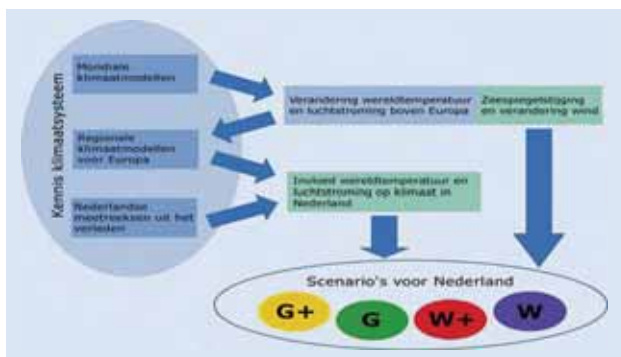 Kennis klimaatsysteem
Mondiale
klimaatmodellen
Regionale
klimaatmodellen
voor Europa
Nederlandse
meetreeksen uit het
verleden
Verandering wereldtemperatuur
en luchtstroming boven Europa
Zeespiegelstijging
en verandering wind
Invloed wereldtemperatuur en
luchtstroming op klimaat in
Nederland
Scenario's voor Nederland
G+
G
W+
W